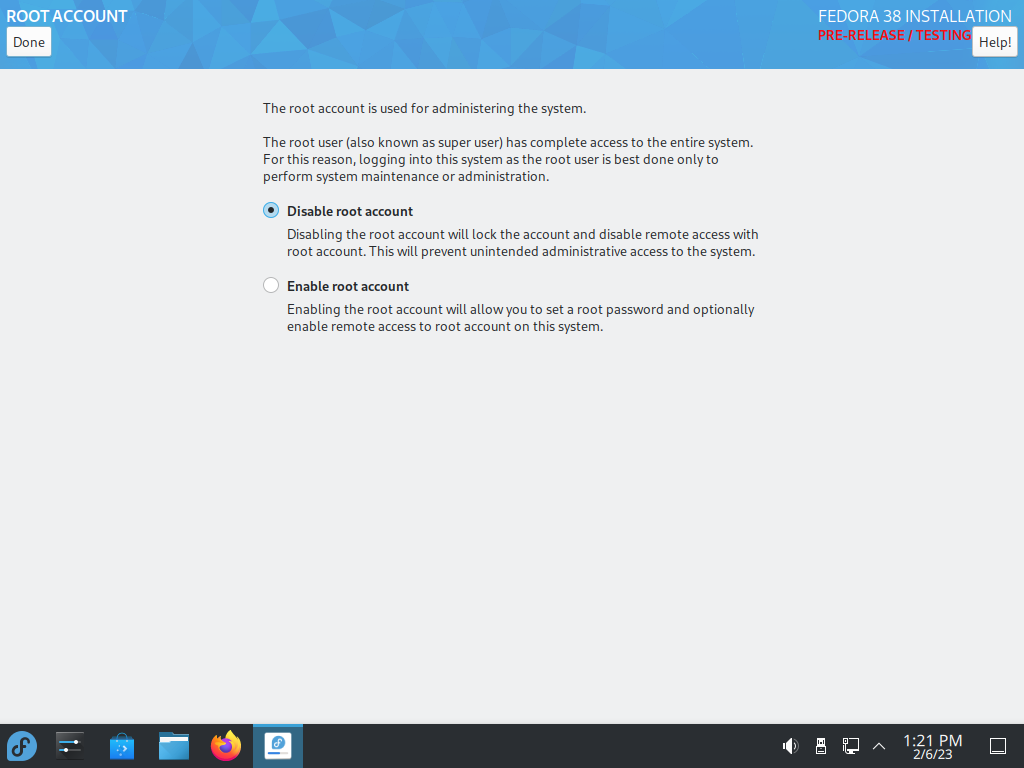 ROOT ACCOUNT
FEDORA 38 INSTALLATION
PRE-RELEASE / TESTING
Done
Help!
The root account is used for administering the system.
The root user (also known as super user) has complete access to the entire system.
For this reason, logging into this system as the root user is best done only to
perform system maintenance or administration.
Disable root account
Disabling the root account will lock the account and disable remote access with
root account. This will prevent unintended administrative access to the system.
Enable root account
Enabling the root account will allow you to set a root password and optionally
enable remote access to root account on this system.
1:21 PM
2/6/23